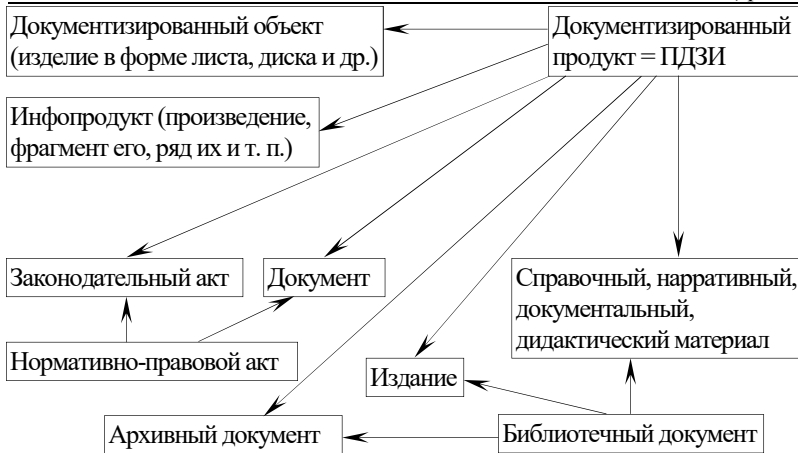 Документизированный объект
(изделие в форме листа, диска и др.)
Документизированный
продукт = ПДЗИ
Инфопродукт (произведение,
фрагмент его, ряд их и т. п.)
Законодательный акт
Документ
Справочный, нарративный,
документальный,
дидактический материал
Нормативно-правовой акт
Издание
Архивный документ
Библиотечный документ